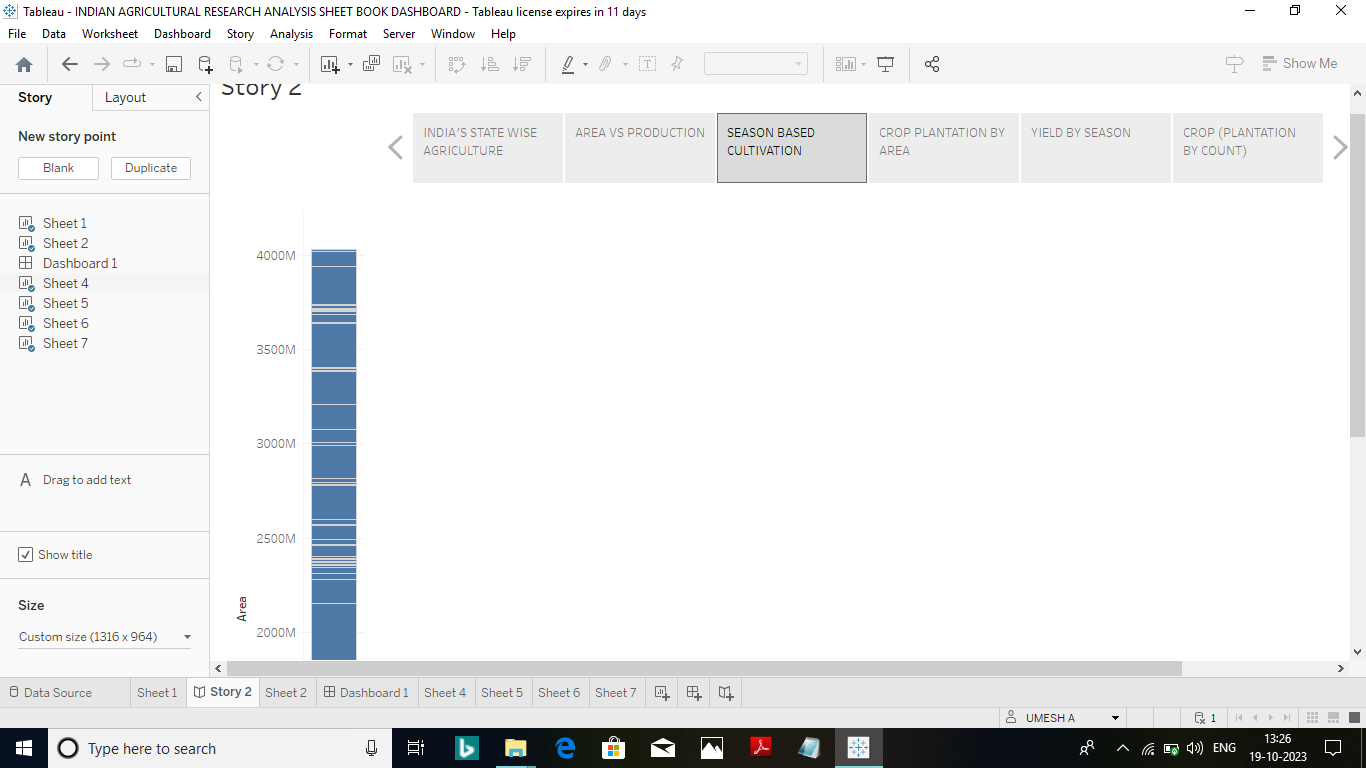 Tableau - INDIAN AGRICULTURAL RESEARCH ANALYSIS SHEET BOOK DASHBOARD - Tableau license expires in 11 days
File Data Worksheet Dashboard Story Analysis Format Server Window Help
Show Me
Story Layout
New story point
Blank Duplicate
Sheet 1
Sheet 2
Dashboard 1
Sheet 4
Sheet 5
Sheet 6
Sheet 7
A Drag to add text
Show title
Size
Custom size (1316 x 964)
Story 2
INDIA'S STATE WISE
AGRICULTURE
AREA VS PRODUCTION
SEASON BASED
CULTIVATION
CROP PLANTATION BY
AREA
YIELD BY SEASON
CROP (PLANTATION
BY COUNT)
4000M
3500M
3000M
2500M
2000M
Area
Data Source Sheet 1 Story 2 Sheet 2 Dashboard 1 Sheet 4 Sheet 5 Sheet 6 Sheet 7
UMESH A 1
Type here to search
ENG
13:26
19-10-2023